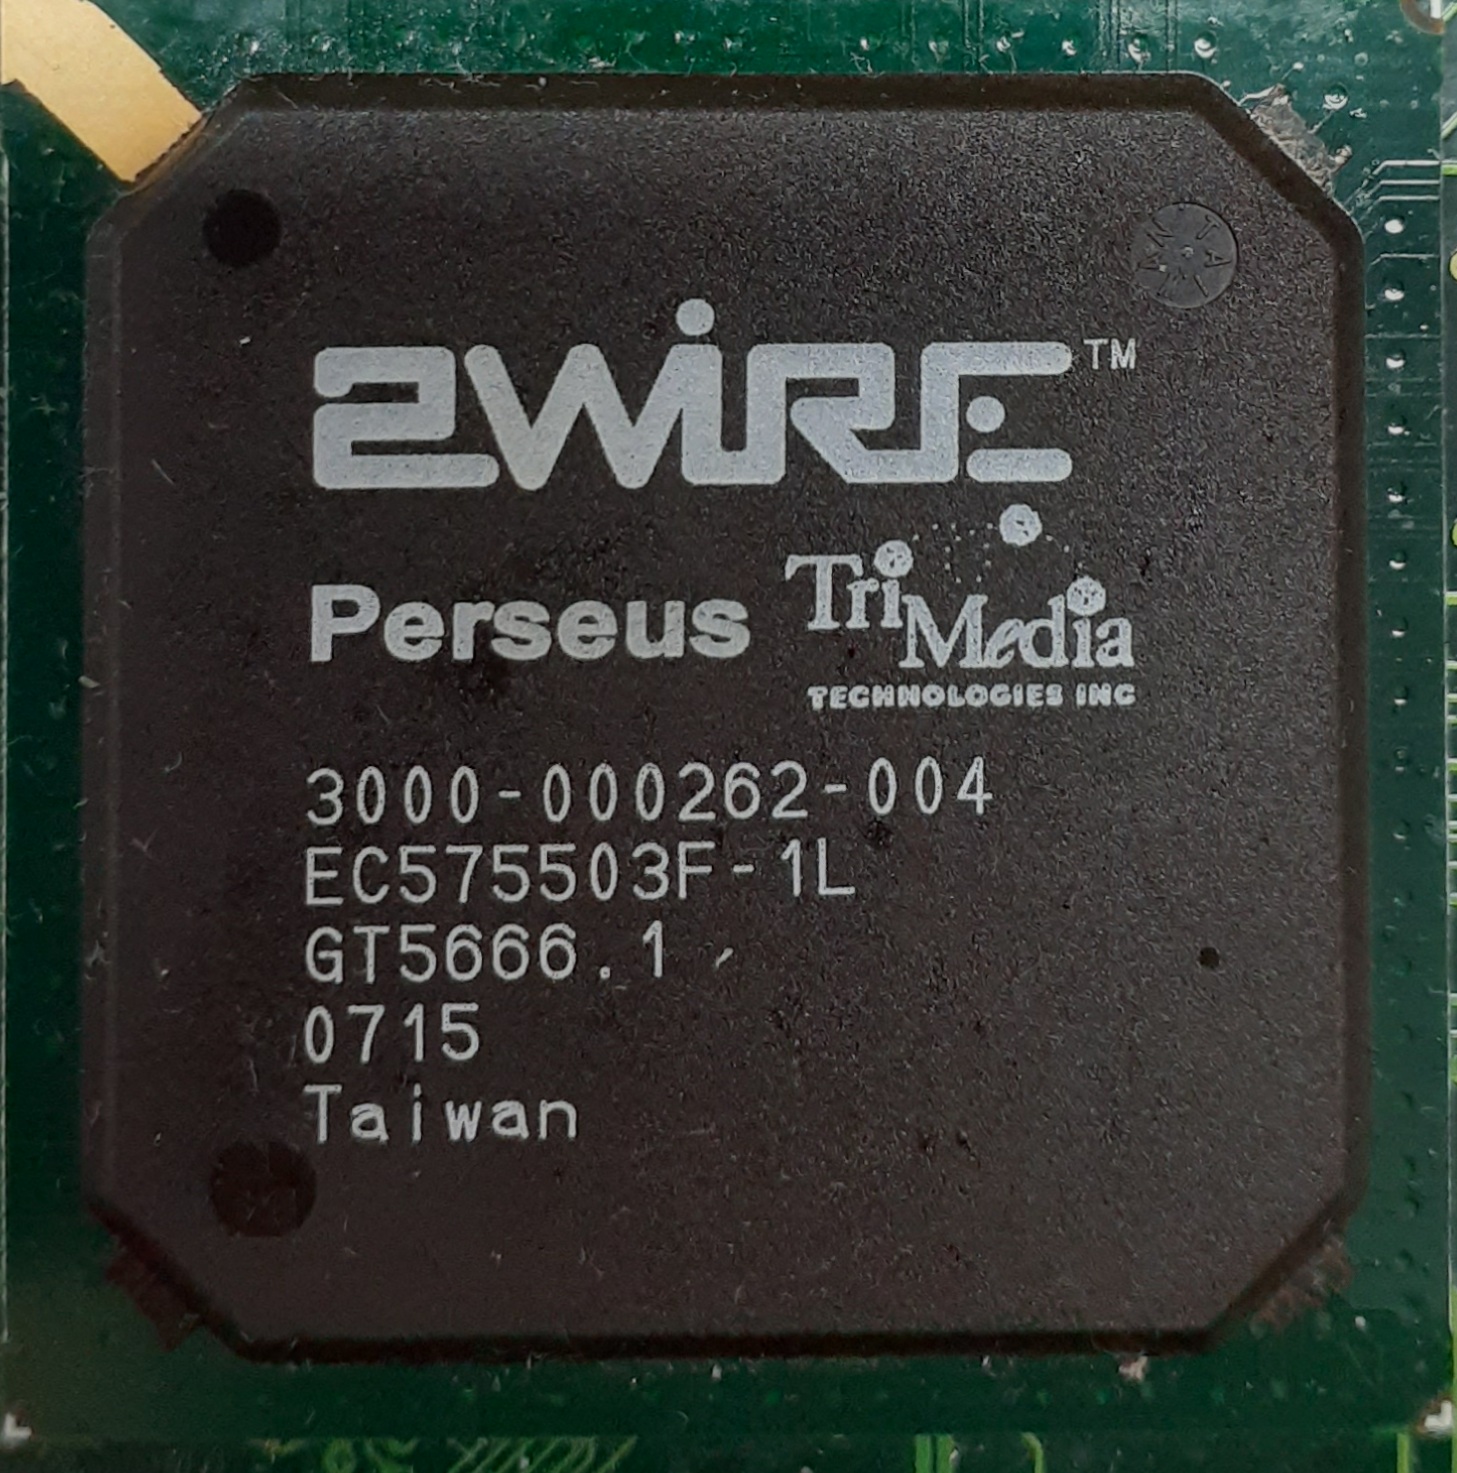 2WiRE™
Perseus
TriMedia
TECHNOLOGIES INC
3000-000262-004
EC575503F-1L
GT5666.1
0715
Taiwan